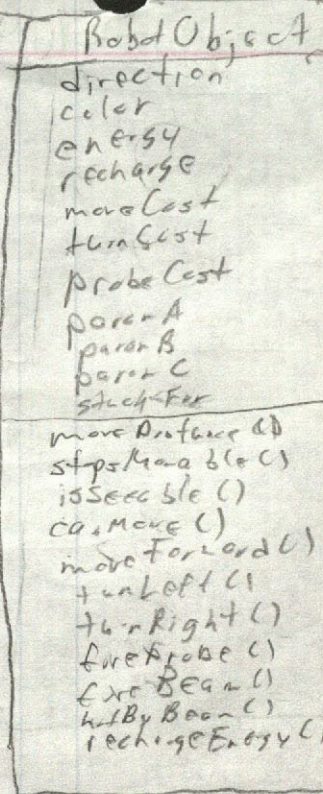 RobotObject
direction
color
energy
recharge
moveCost
turnCost
probeCost
paramA
paramB
paramC
stuckFor
moveDistance()
stepsMovable()
isSeeable()
canMove()
moveForward()
turnLeft()
turnRight()
fireProbe()
fireBeam()
hitByBeam()
rechargeEnergy()